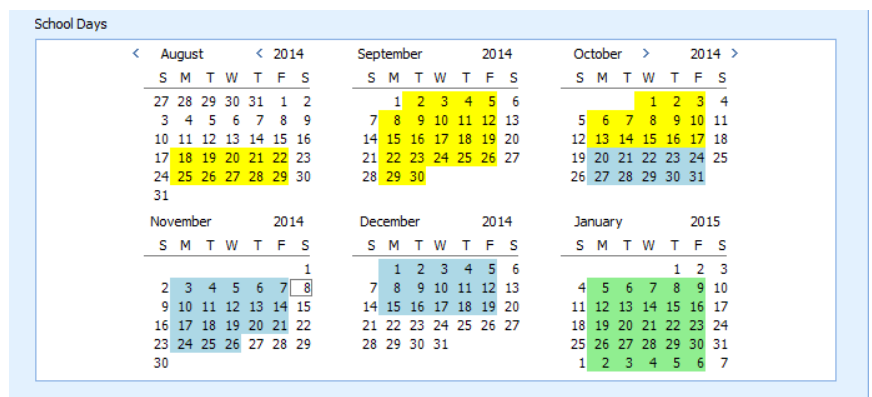 School Days
< August < 2014 September 2014 October > 2014 >
S M T W T F S S M T W T F S S M T W T F S
27 28 29 30 31 1 2 1 2 3 4 5 6 1 2 3 4
3 4 5 6 7 8 9 7 8 9 10 11 12 13 5 6 7 8 9 10 11
10 11 12 13 14 15 16 14 15 16 17 18 19 20 12 13 14 15 16 17 18
17 18 19 20 21 22 23 21 22 23 24 25 26 27 19 20 21 22 23 24 25
24 25 26 27 28 29 30 28 29 30 26 27 28 29 30 31
31
November 2014 December 2014 January 2015
S M T W T F S S M T W T F S S M T W T F S
1 1 2 3 4 5 6 1 2 3
2 3 4 5 6 7 8 7 8 9 10 11 12 13 4 5 6 7 8 9 10
9 10 11 12 13 14 15 14 15 16 17 18 19 20 11 12 13 14 15 16 17
16 17 18 19 20 21 22 21 22 23 24 25 26 27 18 19 20 21 22 23 24
23 24 25 26 27 28 29 28 29 30 31 25 26 27 28 29 30 31
30 1 2 3 4 5 6 7